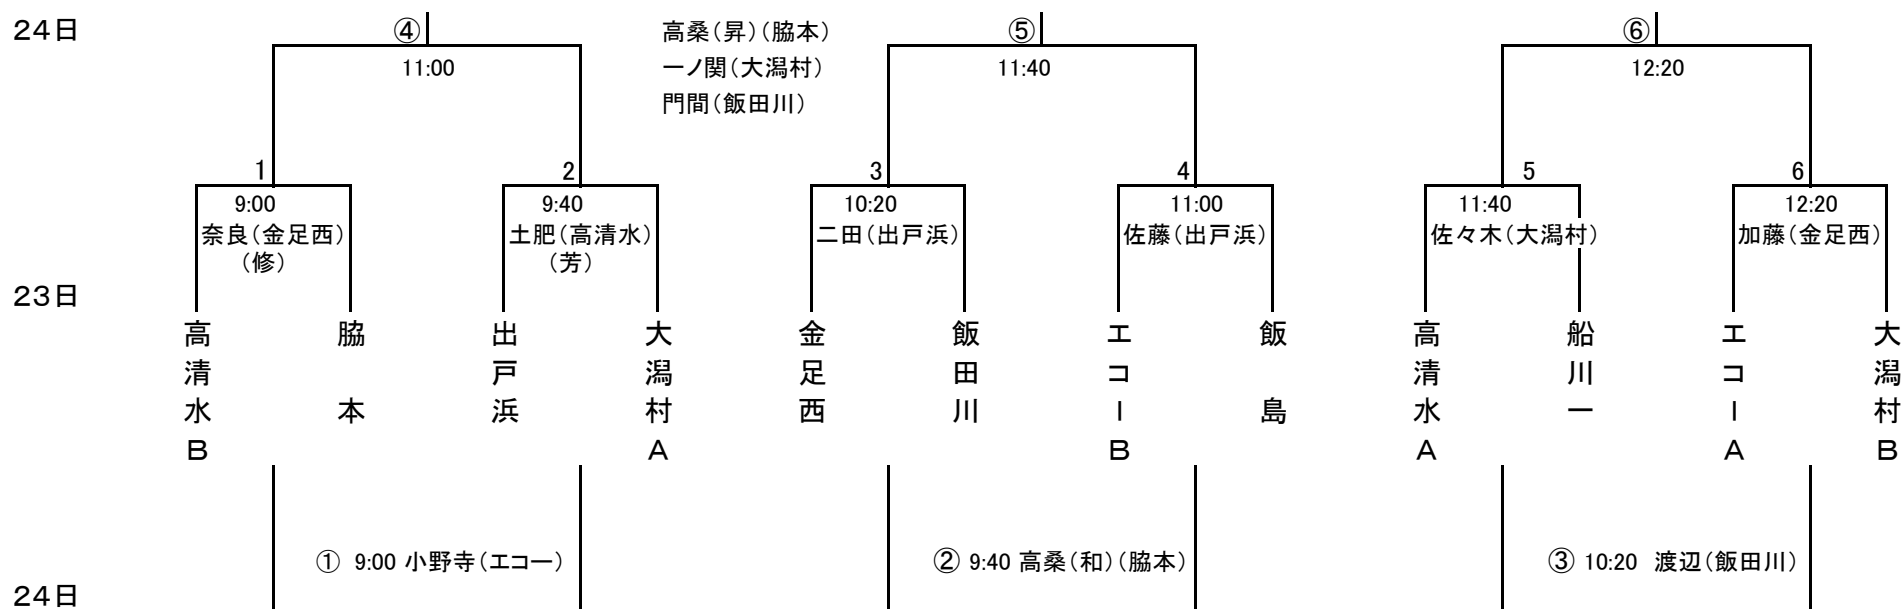 24日
④
11:00
高桑(昇)(脇本)
一ノ関(大潟村)
門間(飯田川)
⑤
11:40
⑥
12:20
1
9:00
奈良(金足西)
(修)
2
9:40
土肥(高清水)
(芳)
3
10:20
二田(出戸浜)
4
11:00
佐藤(出戸浜)
5
11:40
佐々木(大潟村)
6
12:20
加藤(金足西)
23日
高清水B
脇本
出戸浜
大潟村A
金足西
飯田川
エコーB
飯島
高清水A
船川一
エコーA
大潟村B
① 9:00 小野寺(エコー)
② 9:40 高桑(和)(脇本)
③ 10:20 渡辺(飯田川)
24日